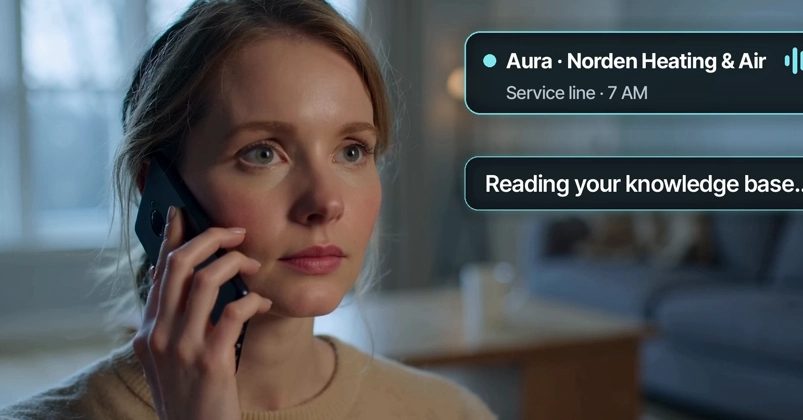 Aura · Norden Heating & Air
Service line · 7 AM
Reading your knowledge base..